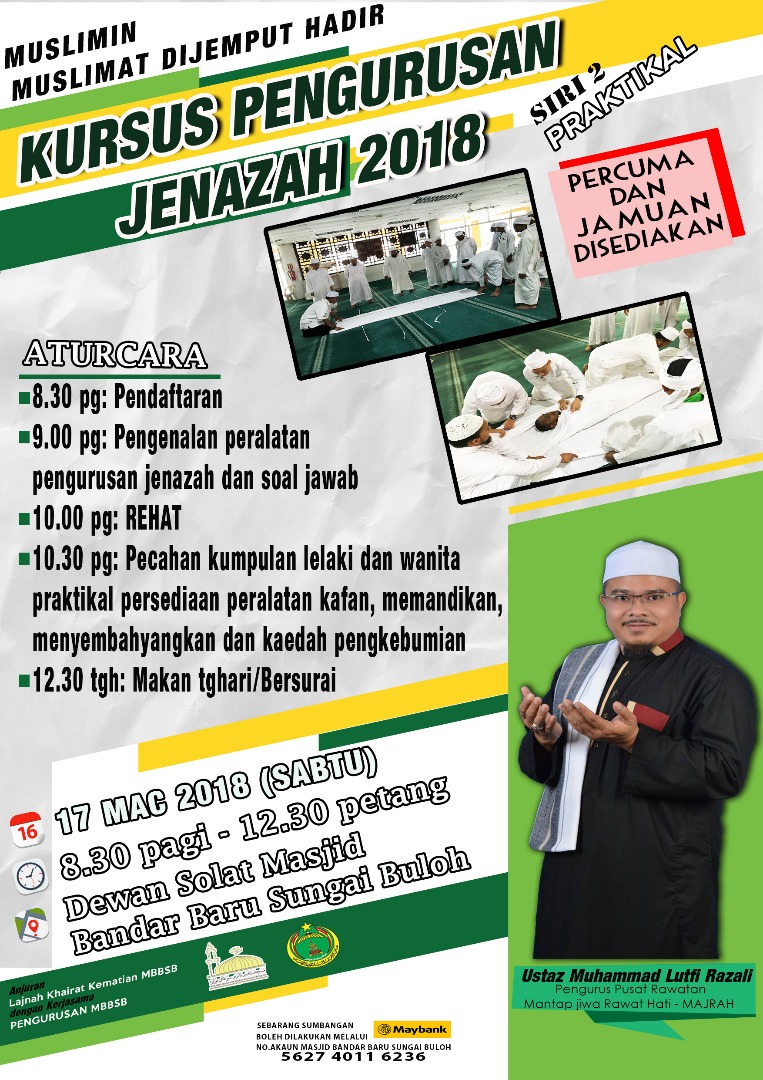 MUSLIMIN
MUSLIMAT DIJEMPUT HADIR
KURSUS PENGURUSAN
JENAZAH 2018
SIRI 2
PRAKTIKAL
PERCUMA
DAN
JAMUAN
DISEDIAKAN
ATURCARA
8.30 pg: Pendaftaran
9.00 pg: Pengenalan peralatan
pengurusan jenazah dan soal jawab
10.00 pg: REHAT
10.30 pg: Pecahan kumpulan lelaki dan wanita
praktikal persediaan peralatan kafan, memandikan,
menyembahyangkan dan kaedah pengkebumian
12.30 tgh: Makan tghari/Bersurai
16
17 MAC 2018 (SABTU)
8.30 pagi - 12.30 petang
Dewan Solat Masjid
Bandar Baru Sungai Buloh
Anjuran
Lajnah Khairat Kematian MBBSB
dengan Kerjasama
PENGURUSAN MBBSB
Ustaz Muhammad Lutfi Razali
Pengurus Pusat Rawatan
Mantap jiwa Rawat Hati - MAJRAH
SEBARANG SUMBANGAN
BOLEH DILAKUKAN MELALUI
Maybank
NO.AKAUN MASJID BANDAR BARU SUNGAI BULOH
5627 4011 6236